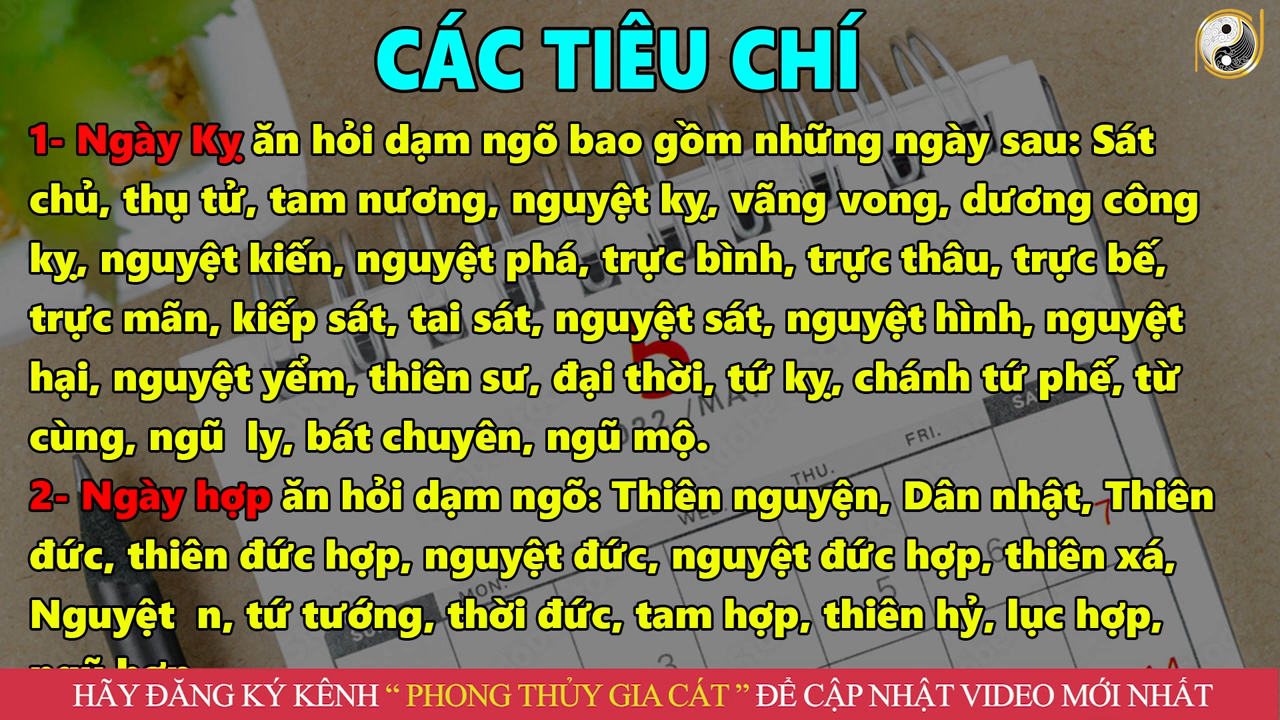 CÁC TIÊU CHÍ
1- Ngày Kỵ ăn hỏi dạm ngõ bao gồm những ngày sau: Sát
chủ, thụ tử, tam nương, nguyệt kỵ, vãng vong, dương công
kỵ, nguyệt kiến, nguyệt phá, trực bình, trực thâu, trực bế,
trực mãn, kiếp sát, tai sát, nguyệt sát, nguyệt hình, nguyệt
hại, nguyệt yểm, thiên sư, đại thời, tứ kỵ, chánh tứ phế, từ
cùng, ngũ  ly, bát chuyên, ngũ mộ.
2- Ngày hợp ăn hỏi dạm ngõ: Thiên nguyện, Dân nhật, Thiên
đức, thiên đức hợp, nguyệt đức, nguyệt đức hợp, thiên xá,
Nguyệt  n, tứ tướng, thời đức, tam hợp, thiên hỷ, lục hợp,
HÃY ĐĂNG KÝ KÊNH “ PHONG THỦY GIA CÁT ” ĐỂ CẬP NHẬT VIDEO MỚI NHẤT